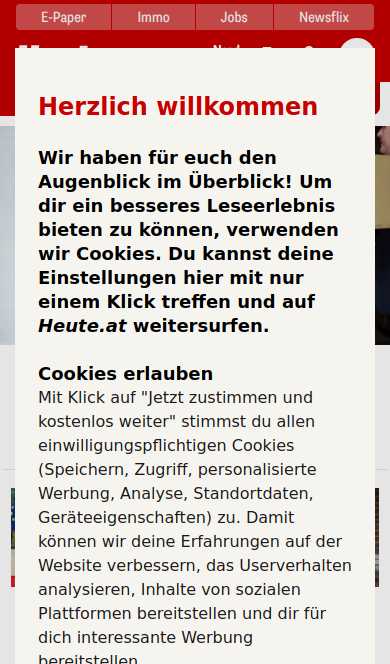 E-Paper Immo Jobs Newsflix
Herzlich willkommen
Wir haben für euch den
Augenblick im Überblick! Um
dir ein besseres Leseerlebnis
bieten zu können, verwenden
wir Cookies. Du kannst deine
Einstellungen hier mit nur
einem Klick treffen und auf
Heute.at weitersurfen.
Cookies erlauben
Mit Klick auf "Jetzt zustimmen und
kostenlos weiter" stimmst du allen
einwilligungspflichtigen Cookies
(Speichern, Zugriff, personalisierte
Werbung, Analyse, Standortdaten,
Geräteeigenschaften) zu. Damit
können wir deine Erfahrungen auf der
Website verbessern, das Userverhalten
analysieren, Inhalte von sozialen
Plattformen bereitstellen und dir für
dich interessante Werbung
bereitstellen